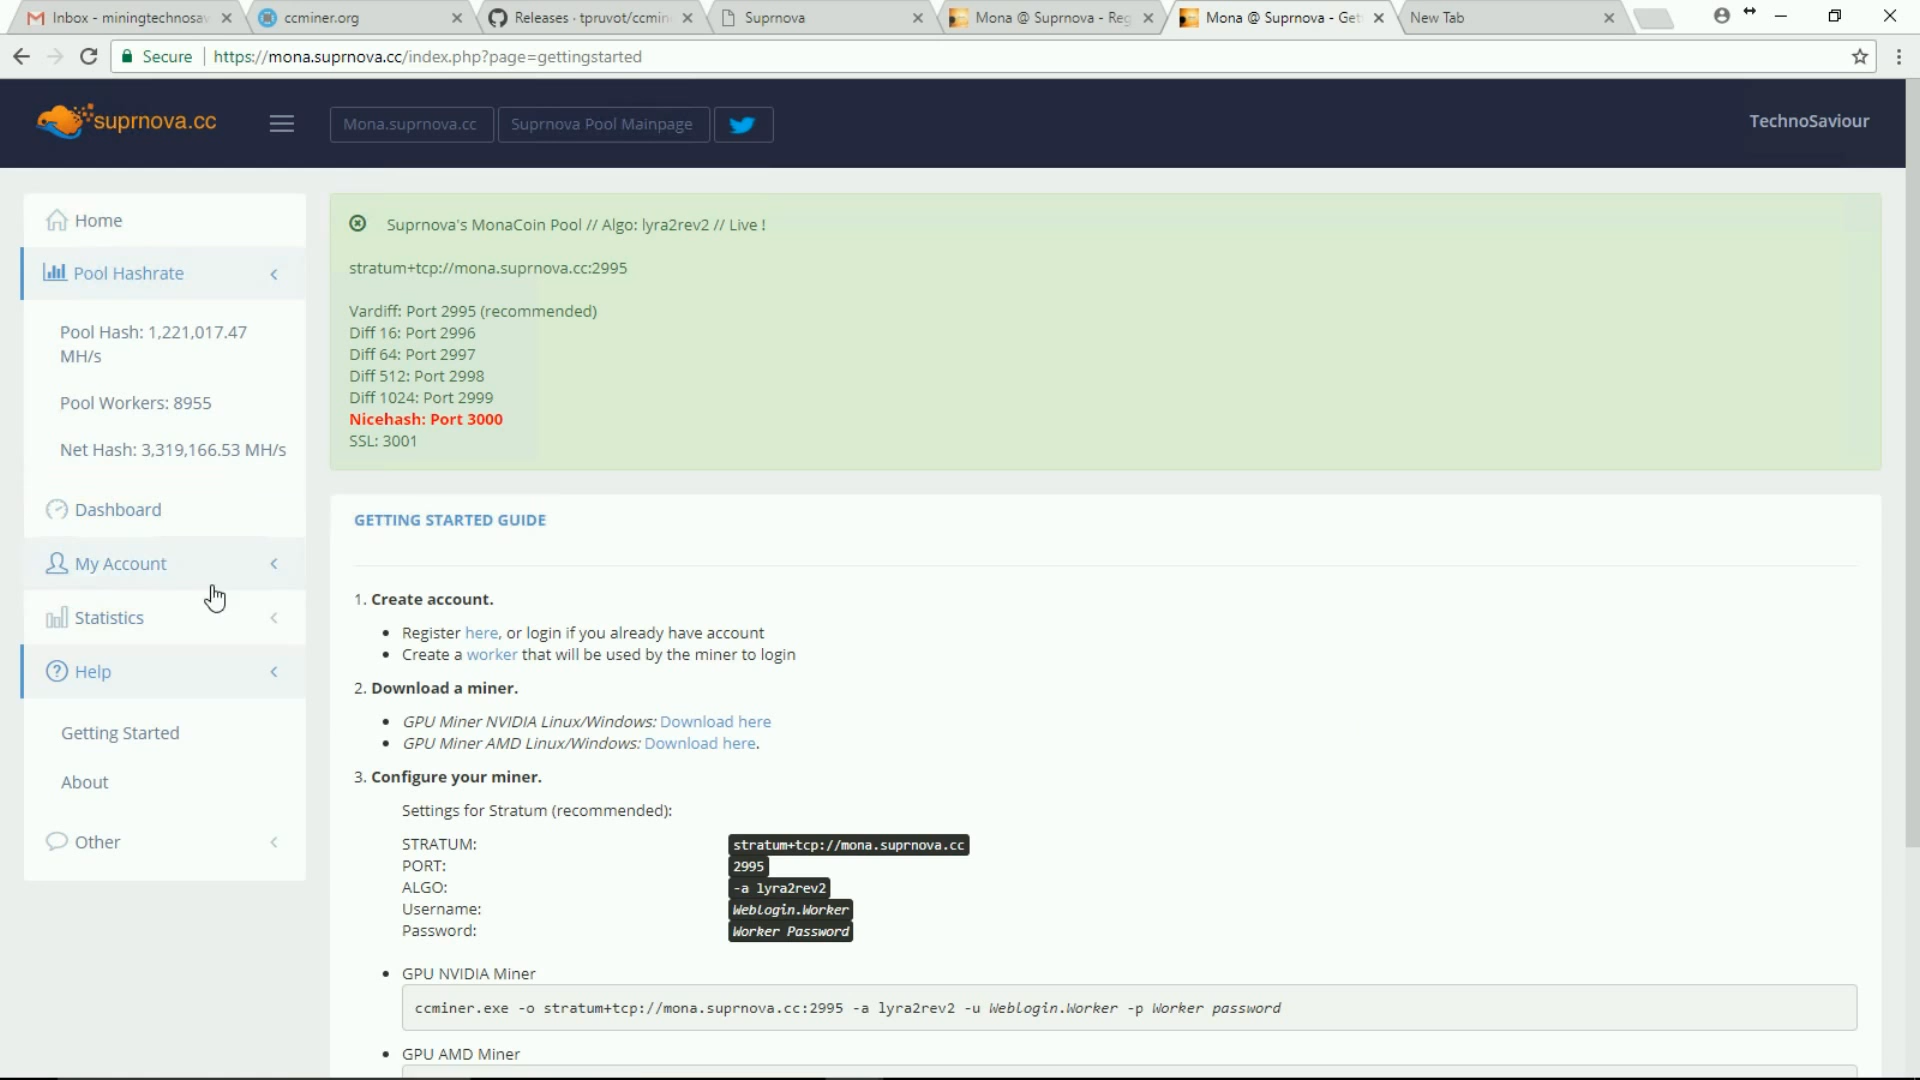 Inbox - miningtechnosav
ccminer.org
Releases · tpruvot/ccmin
Suprnova
Mona @ Suprnova - Reg
Mona @ Suprnova - Get
New Tab
Secure
https://mona.suprnova.cc/index.php?page=gettingstarted
suprnova.cc
Mona.suprnova.cc
Suprnova Pool Mainpage
TechnoSaviour
Home
Pool Hashrate
Pool Hash: 1,221,017.47
MH/s
Pool Workers: 8955
Net Hash: 3,319,166.53 MH/s
Dashboard
My Account
Statistics
Help
Getting Started
About
Other
Suprnova's MonaCoin Pool // Algo: lyra2rev2 // Live !
stratum+tcp://mona.suprnova.cc:2995
Vardiff: Port 2995 (recommended)
Diff 16: Port 2996
Diff 64: Port 2997
Diff 512: Port 2998
Diff 1024: Port 2999
Nicehash: Port 3000
SSL: 3001
GETTING STARTED GUIDE
1. Create account.
Register here, or login if you already have account
Create a worker that will be used by the miner to login
2. Download a miner.
GPU Miner NVIDIA Linux/Windows: Download here
GPU Miner AMD Linux/Windows: Download here.
3. Configure your miner.
Settings for Stratum (recommended):
STRATUM: stratum+tcp://mona.suprnova.cc
PORT: 2995
ALGO: -a lyra2rev2
Username: Weblogin.Worker
Password: Worker Password
GPU NVIDIA Miner
ccminer.exe -o stratum+tcp://mona.suprnova.cc:2995 -a lyra2rev2 -u Weblogin.Worker -p Worker password
GPU AMD Miner